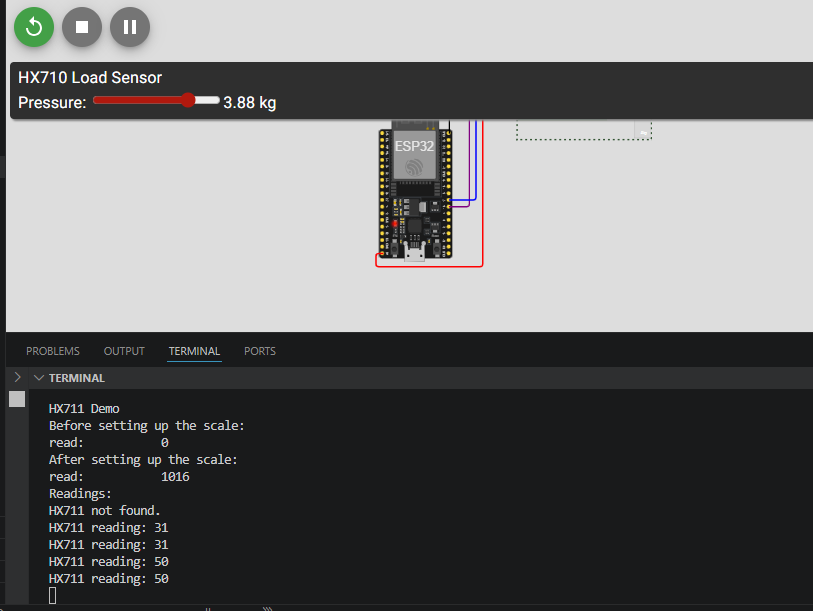 HX710 Load Sensor
Pressure: 3.88 kg
ESP32
PROBLEMS OUTPUT TERMINAL PORTS
TERMINAL
HX711 Demo
Before setting up the scale:
read: 0
After setting up the scale:
read: 1016
Readings:
HX711 not found.
HX711 reading: 31
HX711 reading: 31
HX711 reading: 50
HX711 reading: 50